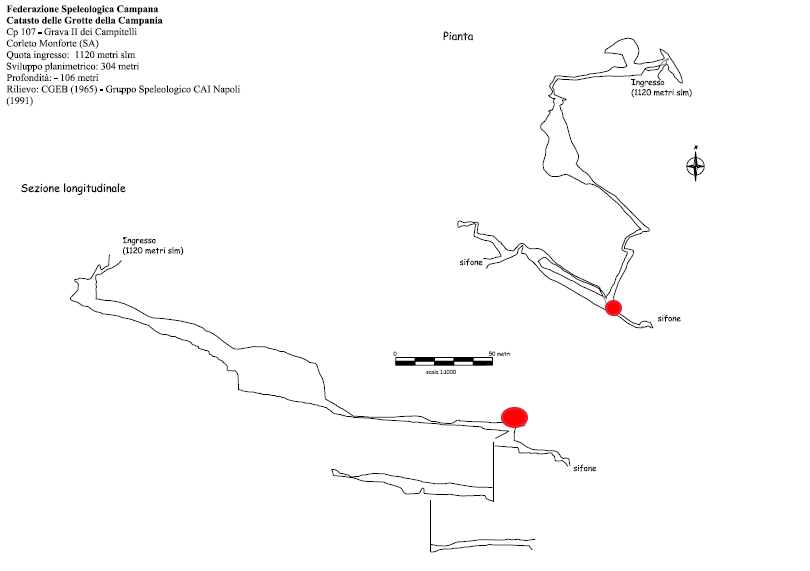 Federazione Speleologica Campana
Catasto delle Grotte della Campania
Cp 107 - Grava II dei Campitelli
Corleto Monforte (SA)
Quota ingresso:  1120 metri slm
Sviluppo planimetrico: 304 metri
Profondità: - 106 metri
Rilievo: CGEB (1965) - Gruppo Speleologico CAI Napoli
(1991)
Pianta
Ingresso
(1120 metri slm)
N
Sezione longitudinale
Ingresso
(1120 metri slm)
sifone
sifone
0 50 metri
scala 1:1000
sifone